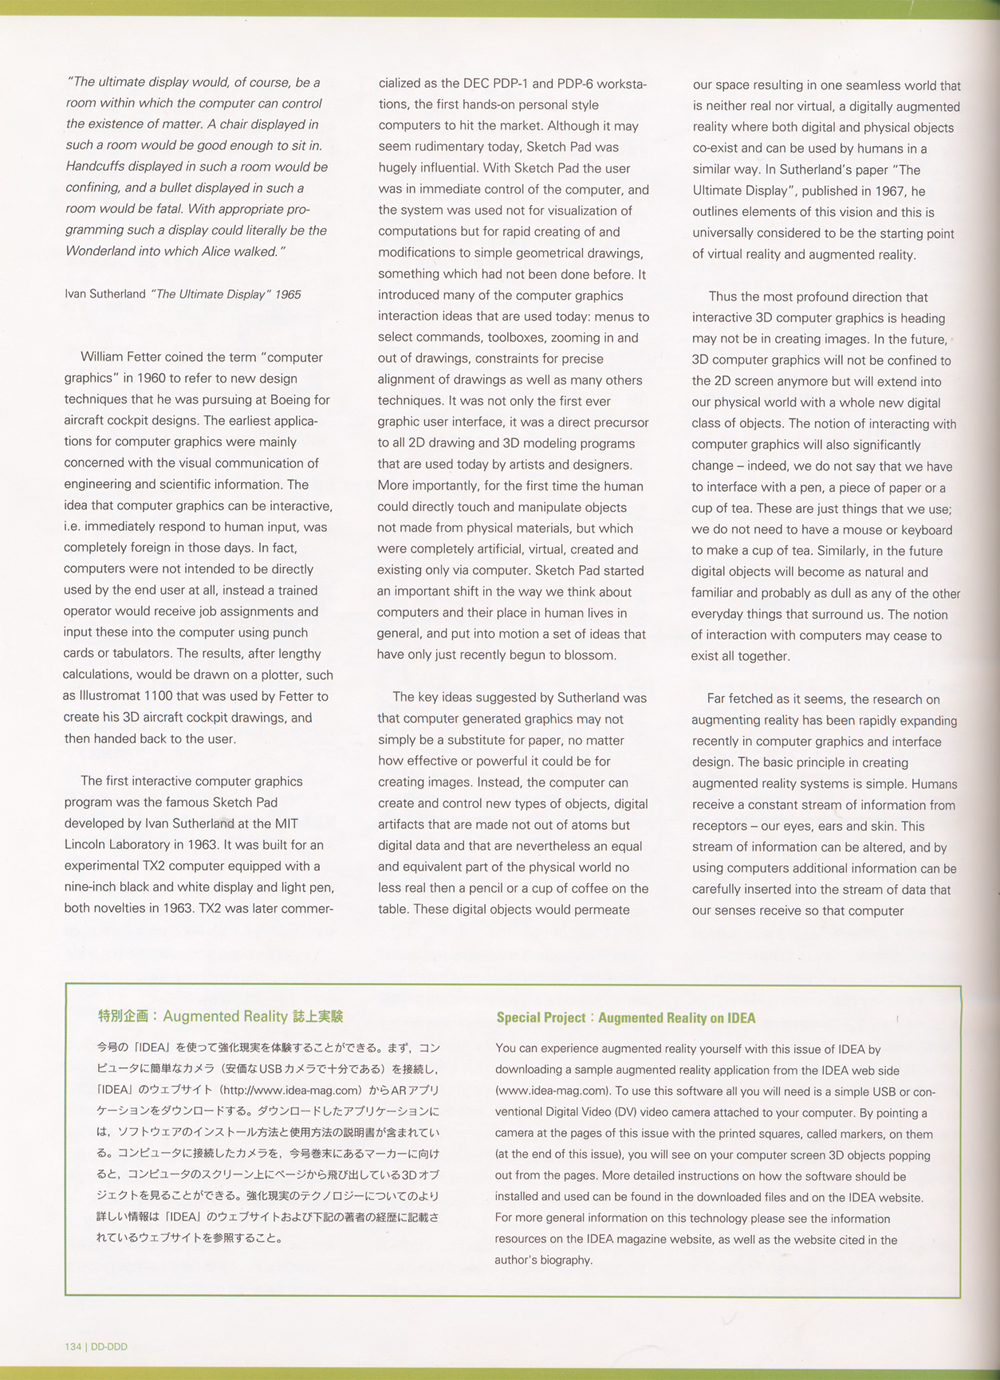 "The ultimate display would, of course, be a
room within which the computer can control
the existence of matter. A chair displayed in
such a room would be good enough to sit in.
Handcuffs displayed in such a room would be
confining, and a bullet displayed in such a
room would be fatal. With appropriate pro-
gramming such a display could literally be the
Wonderland into which Alice walked."
Ivan Sutherland "The Ultimate Display" 1965
William Fetter coined the term "computer
graphics" in 1960 to refer to new design
techniques that he was pursuing at Boeing for
aircraft cockpit designs. The earliest applica-
tions for computer graphics were mainly
concerned with the visual communication of
engineering and scientific information. The
idea that computer graphics can be interactive,
i.e. immediately respond to human input, was
completely foreign in those days. In fact,
computers were not intended to be directly
used by the end user at all, instead a trained
operator would receive job assignments and
input these into the computer using punch
cards or tabulators. The results, after lengthy
calculations, would be drawn on a plotter, such
as Illustromat 1100 that was used by Fetter to
create his 3D aircraft cockpit drawings, and
then handed back to the user.
The first interactive computer graphics
program was the famous Sketch Pad
developed by Ivan Sutherland at the MIT
Lincoln Laboratory in 1963. It was built for an
experimental TX2 computer equipped with a
nine-inch black and white display and light pen,
both novelties in 1963. TX2 was later commer-
cialized as the DEC PDP-1 and PDP-6 worksta-
tions, the first hands-on personal style
computers to hit the market. Although it may
seem rudimentary today, Sketch Pad was
hugely influential. With Sketch Pad the user
was in immediate control of the computer, and
the system was used not for visualization of
computations but for rapid creating of and
modifications to simple geometrical drawings,
something which had not been done before. It
introduced many of the computer graphics
interaction ideas that are used today: menus to
select commands, toolboxes, zooming in and
out of drawings, constraints for precise
alignment of drawings as well as many others
techniques. It was not only the first ever
graphic user interface, it was a direct precursor
to all 2D drawing and 3D modeling programs
that are used today by artists and designers.
More importantly, for the first time the human
could directly touch and manipulate objects
not made from physical materials, but which
were completely artificial, virtual, created and
existing only via computer. Sketch Pad started
an important shift in the way we think about
computers and their place in human lives in
general, and put into motion a set of ideas that
have only just recently begun to blossom.
The key ideas suggested by Sutherland was
that computer generated graphics may not
simply be a substitute for paper, no matter
how effective or powerful it could be for
creating images. Instead, the computer can
create and control new types of objects, digital
artifacts that are made not out of atoms but
digital data and that are nevertheless an equal
and equivalent part of the physical world no
less real then a pencil or a cup of coffee on the
table. These digital objects would permeate
our space resulting in one seamless world that
is neither real nor virtual, a digitally augmented
reality where both digital and physical objects
co-exist and can be used by humans in a
similar way. In Sutherland's paper "The
Ultimate Display", published in 1967, he
outlines elements of this vision and this is
universally considered to be the starting point
of virtual reality and augmented reality.
Thus the most profound direction that
interactive 3D computer graphics is heading
may not be in creating images. In the future,
3D computer graphics will not be confined to
the 2D screen anymore but will extend into
our physical world with a whole new digital
class of objects. The notion of interacting with
computer graphics will also significantly
change – indeed, we do not say that we have
to interface with a pen, a piece of paper or a
cup of tea. These are just things that we use;
we do not need to have a mouse or keyboard
to make a cup of tea. Similarly, in the future
digital objects will become as natural and
familiar and probably as dull as any of the other
everyday things that surround us. The notion
of interaction with computers may cease to
exist all together.
Far fetched as it seems, the research on
augmenting reality has been rapidly expanding
recently in computer graphics and interface
design. The basic principle in creating
augmented reality systems is simple. Humans
receive a constant stream of information from
receptors – our eyes, ears and skin. This
stream of information can be altered, and by
using computers additional information can be
carefully inserted into the stream of data that
our senses receive so that computer
特別企画：Augmented Reality 誌上実験
今号の「IDEA」を使って強化現実を体験することができる。まず，コン
ピュータに簡単なカメラ（安価なUSBカメラで十分である）を接続し，
「IDEA」のウェブサイト（http://www.idea-mag.com）からARアプリ
ケーションをダウンロードする。ダウンロードしたアプリケーションに
は，ソフトウェアのインストール方法と使用方法の説明書が含まれてい
る。コンピュータに接続したカメラを，今号巻末にあるマーカーに向け
ると，コンピュータのスクリーン上にページから飛び出している3Dオブ
ジェクトを見ることができる。強化現実のテクノロジーについてのより
詳しい情報は「IDEA」のウェブサイトおよび下記の著者の経歴に記載さ
れているウェブサイトを参照すること。
Special Project：Augmented Reality on IDEA
You can experience augmented reality yourself with this issue of IDEA by
downloading a sample augmented reality application from the IDEA web side
(www.idea-mag.com). To use this software all you will need is a simple USB or con-
ventional Digital Video (DV) video camera attached to your computer. By pointing a
camera at the pages of this issue with the printed squares, called markers, on them
(at the end of this issue), you will see on your computer screen 3D objects popping
out from the pages. More detailed instructions on how the software should be
installed and used can be found in the downloaded files and on the IDEA website.
For more general information on this technology please see the information
resources on the IDEA magazine website, as well as the website cited in the
author's biography.
134 | DD-DDD